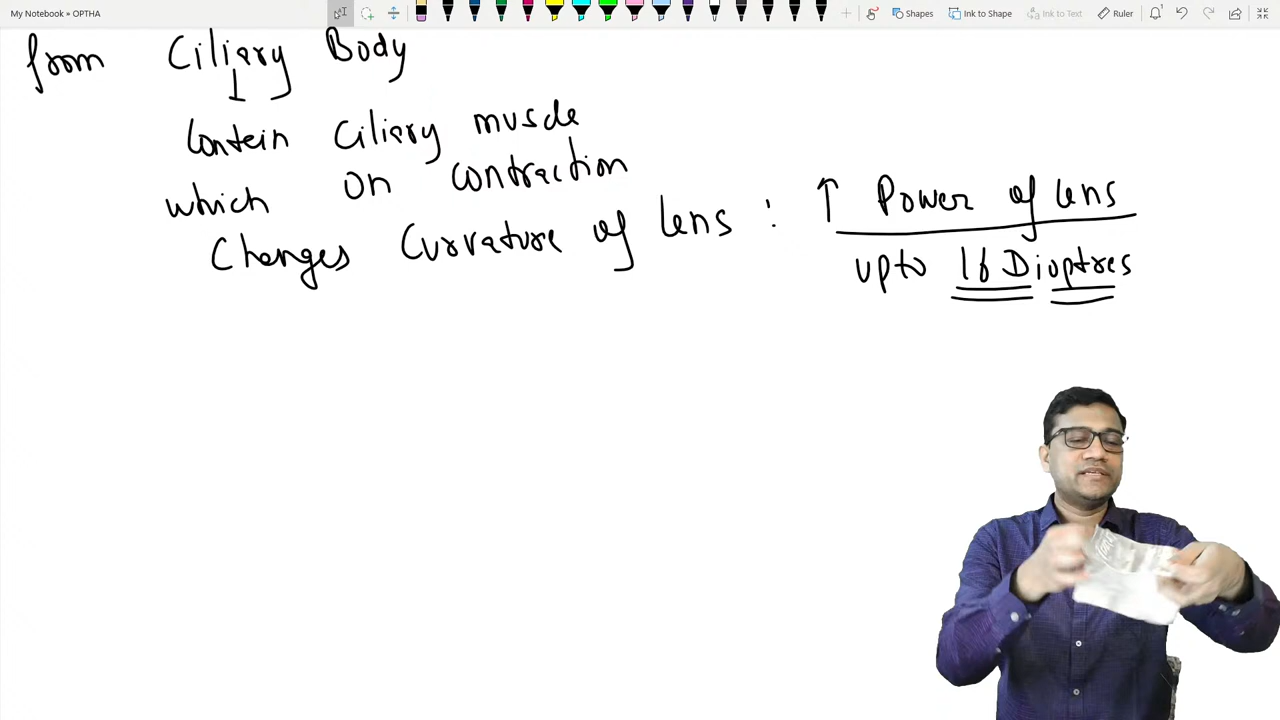 My Notebook » OPTHA
Shapes
Ink to Shape
Ink to Text
Ruler
from Ciliary Body
Contein Ciliary muscle
which on contraction
Changes Curvature of lens : ↑ Power of lens
upto 16 Dioptres